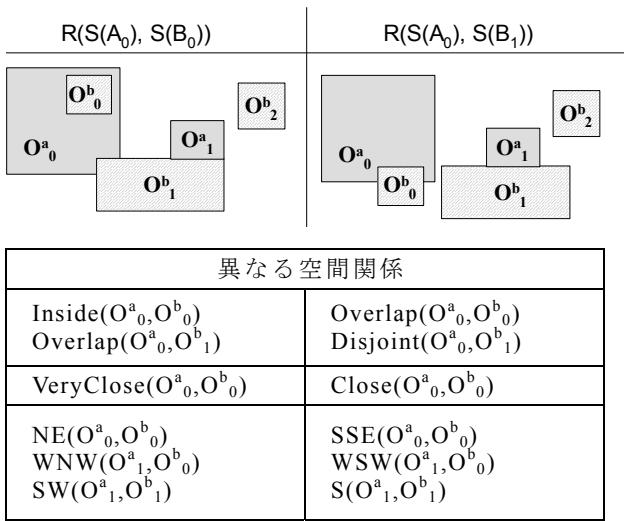 R(S(A₀), S(B₀)) R(S(A₀), S(B₁))
Oᵇ₀
Oᵃ₀
Oᵃ₁
Oᵇ₂
Oᵇ₁
Oᵃ₀
Oᵇ₀
Oᵃ₁
Oᵇ₂
Oᵇ₁
異なる空間関係
Inside(Oᵃ₀,Oᵇ₀) Overlap(Oᵃ₀,Oᵇ₀)
Overlap(Oᵃ₀,Oᵇ₁) Disjoint(Oᵃ₀,Oᵇ₁)
VeryClose(Oᵃ₀,Oᵇ₀) Close(Oᵃ₀,Oᵇ₀)
NE(Oᵃ₀,Oᵇ₀) SSE(Oᵃ₀,Oᵇ₀)
WNW(Oᵃ₁,Oᵇ₀) WSW(Oᵃ₁,Oᵇ₀)
SW(Oᵃ₁,Oᵇ₁) S(Oᵃ₁,Oᵇ₁)